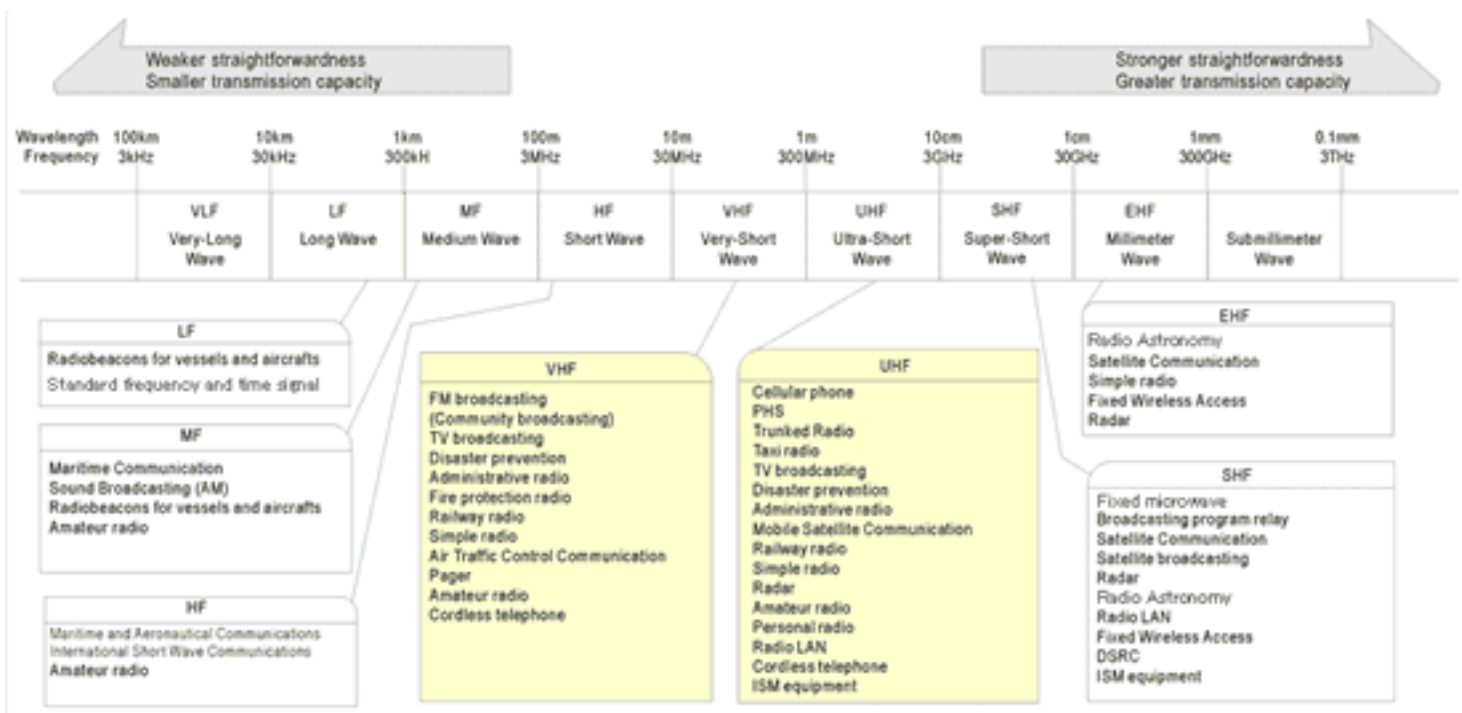 Weaker straightforwardness
Smaller transmission capacity
Stronger straightforwardness
Greater transmission capacity
Wavelength 100km 10km 1km 100m 10m 1m 10cm 1cm 1mm 0.1mm
Frequency 3kHz 30kHz 300kH 3MHz 30MHz 300MHz 3GHz 30GHz 300GHz 3THz
VLF LF MF HF VHF UHF SHF EHF
Very-Long Wave
Long Wave
Medium Wave
Short Wave
Very-Short Wave
Ultra-Short Wave
Super-Short Wave
Millimeter Wave
Submillimeter Wave
LF
Radiobeacons for vessels and aircrafts
Standard frequency and time signal
MF
Maritime Communication
Sound Broadcasting (AM)
Radiobeacons for vessels and aircrafts
Amateur radio
HF
Maritime and Aeronautical Communications
International Short Wave Communications
Amateur radio
VHF
FM broadcasting
(Community broadcasting)
TV broadcasting
Disaster prevention
Administrative radio
Fire protection radio
Railway radio
Simple radio
Air Traffic Control Communication
Pager
Amateur radio
Cordless telephone
UHF
Cellular phone
PHS
Trunked Radio
Taxi radio
TV broadcasting
Disaster prevention
Administrative radio
Mobile Satellite Communication
Railway radio
Simple radio
Radar
Amateur radio
Personal radio
Radio LAN
Cordless telephone
ISM equipment
EHF
Radio Astronomy
Satellite Communication
Simple radio
Fixed Wireless Access
Radar
SHF
Fixed microwave
Broadcasting program relay
Satellite Communication
Satellite broadcasting
Radar
Radio Astronomy
Radio LAN
Fixed Wireless Access
DSRC
ISM equipment